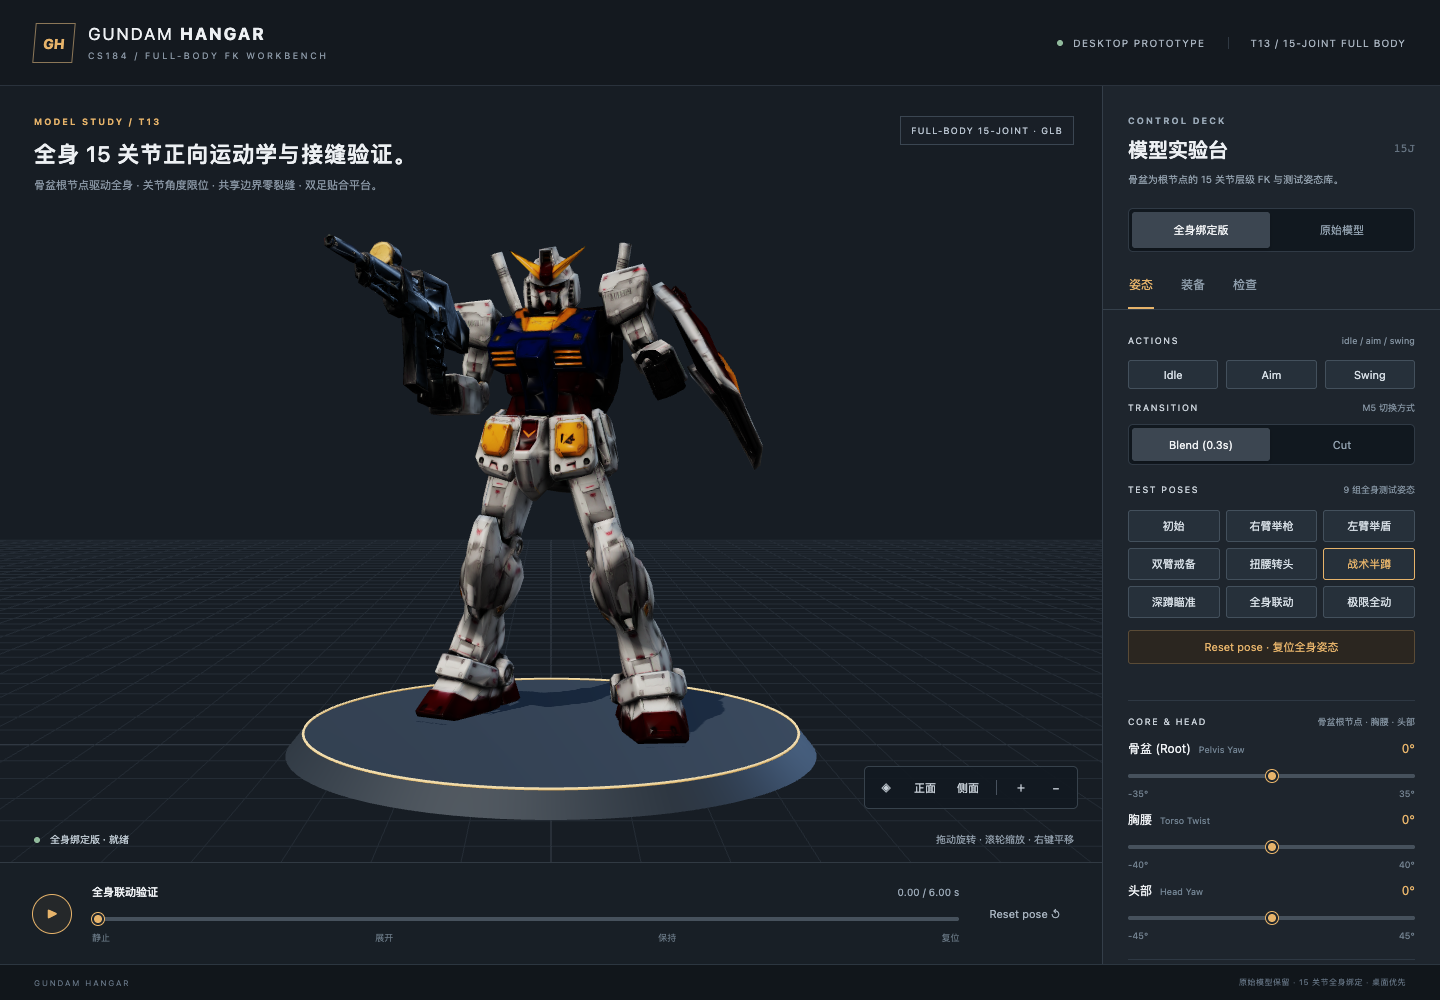 GH
GUNDAM HANGAR
CS184 / FULL-BODY FK WORKBENCH
DESKTOP PROTOTYPE
T13 / 15-JOINT FULL BODY
MODEL STUDY / T13
全身 15 关节正向运动学与接缝验证。
骨盆根节点驱动全身 · 关节角度限位 · 共享边界零裂缝 · 双足贴合平台。
FULL-BODY 15-JOINT · GLB
正面 侧面 + −
全身绑定版 · 就绪
拖动旋转 · 滚轮缩放 · 右键平移
全身联动验证
0.00 / 6.00 s
静止 展开 保持 复位
Reset pose ↺
CONTROL DECK
模型实验台
15J
骨盆为根节点的 15 关节层级 FK 与测试姿态库。
全身绑定版 原始模型
姿态 装备 检查
ACTIONS idle / aim / swing
Idle Aim Swing
TRANSITION M5 切换方式
Blend (0.3s) Cut
TEST POSES 9 组全身测试姿态
初始 右臂举枪 左臂举盾
双臂戒备 扭腰转头 战术半蹲
深蹲瞄准 全身联动 极限全动
Reset pose · 复位全身姿态
CORE & HEAD 骨盆根节点 · 胸腰 · 头部
骨盆 (Root) Pelvis Yaw 0°
-35° 35°
胸腰 Torso Twist 0°
-40° 40°
头部 Head Yaw 0°
-45° 45°
GUNDAM HANGAR
原始模型保留 · 15 关节全身绑定 · 桌面优先